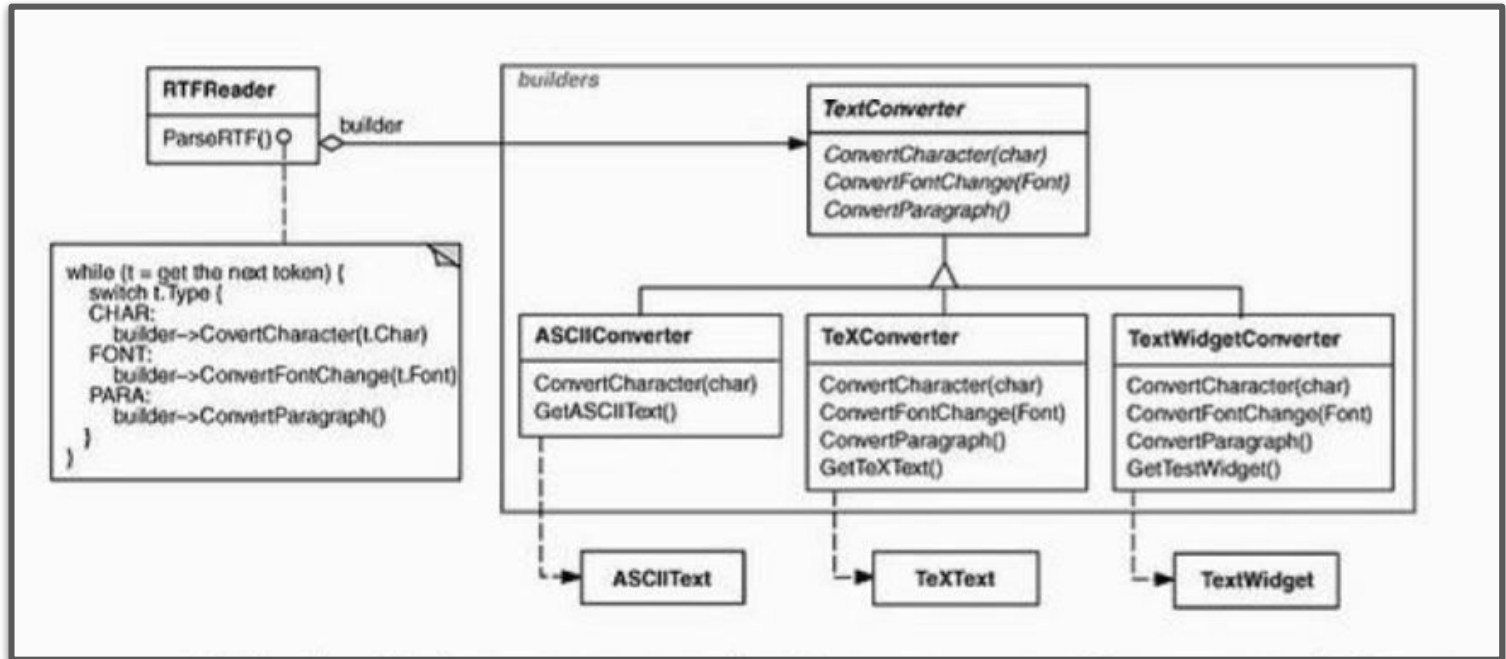 RTFReader
ParseRTF()
builder
while (t = get the next token) {
switch t.Type {
CHAR:
builder->CovertCharacter(t.Char)
FONT:
builder->ConvertFontChange(t.Font)
PARA:
builder->ConvertParagraph()
}
}
builders
TextConverter
ConvertCharacter(char)
ConvertFontChange(Font)
ConvertParagraph()
ASCIIConverter
ConvertCharacter(char)
GetASCIIText()
TeXConverter
ConvertCharacter(char)
ConvertFontChange(Font)
ConvertParagraph()
GetTeXText()
TextWidgetConverter
ConvertCharacter(char)
ConvertFontChange(Font)
ConvertParagraph()
GetTestWidget()
ASCIIText
TeXText
TextWidget